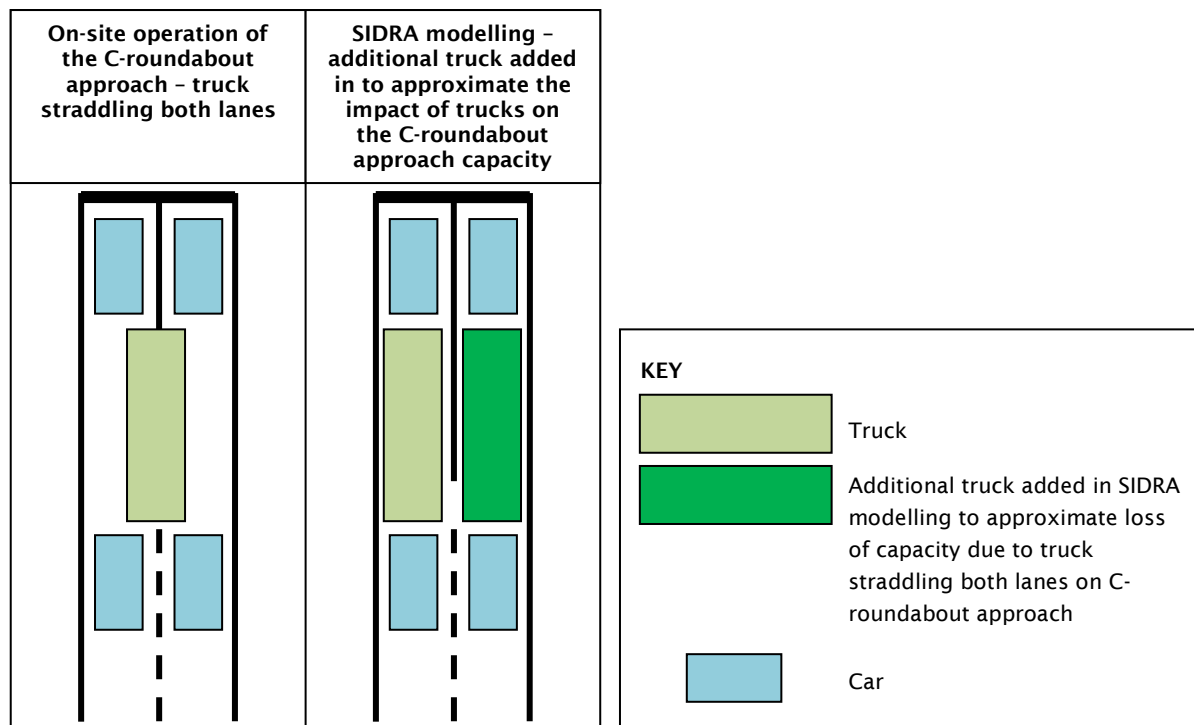 On-site operation of
the C-roundabout
approach – truck
straddling both lanes
SIDRA modelling –
additional truck added
in to approximate the
impact of trucks on
the C-roundabout
approach capacity
KEY
Truck
Additional truck added in SIDRA
modelling to approximate loss
of capacity due to truck
straddling both lanes on C-
roundabout approach
Car